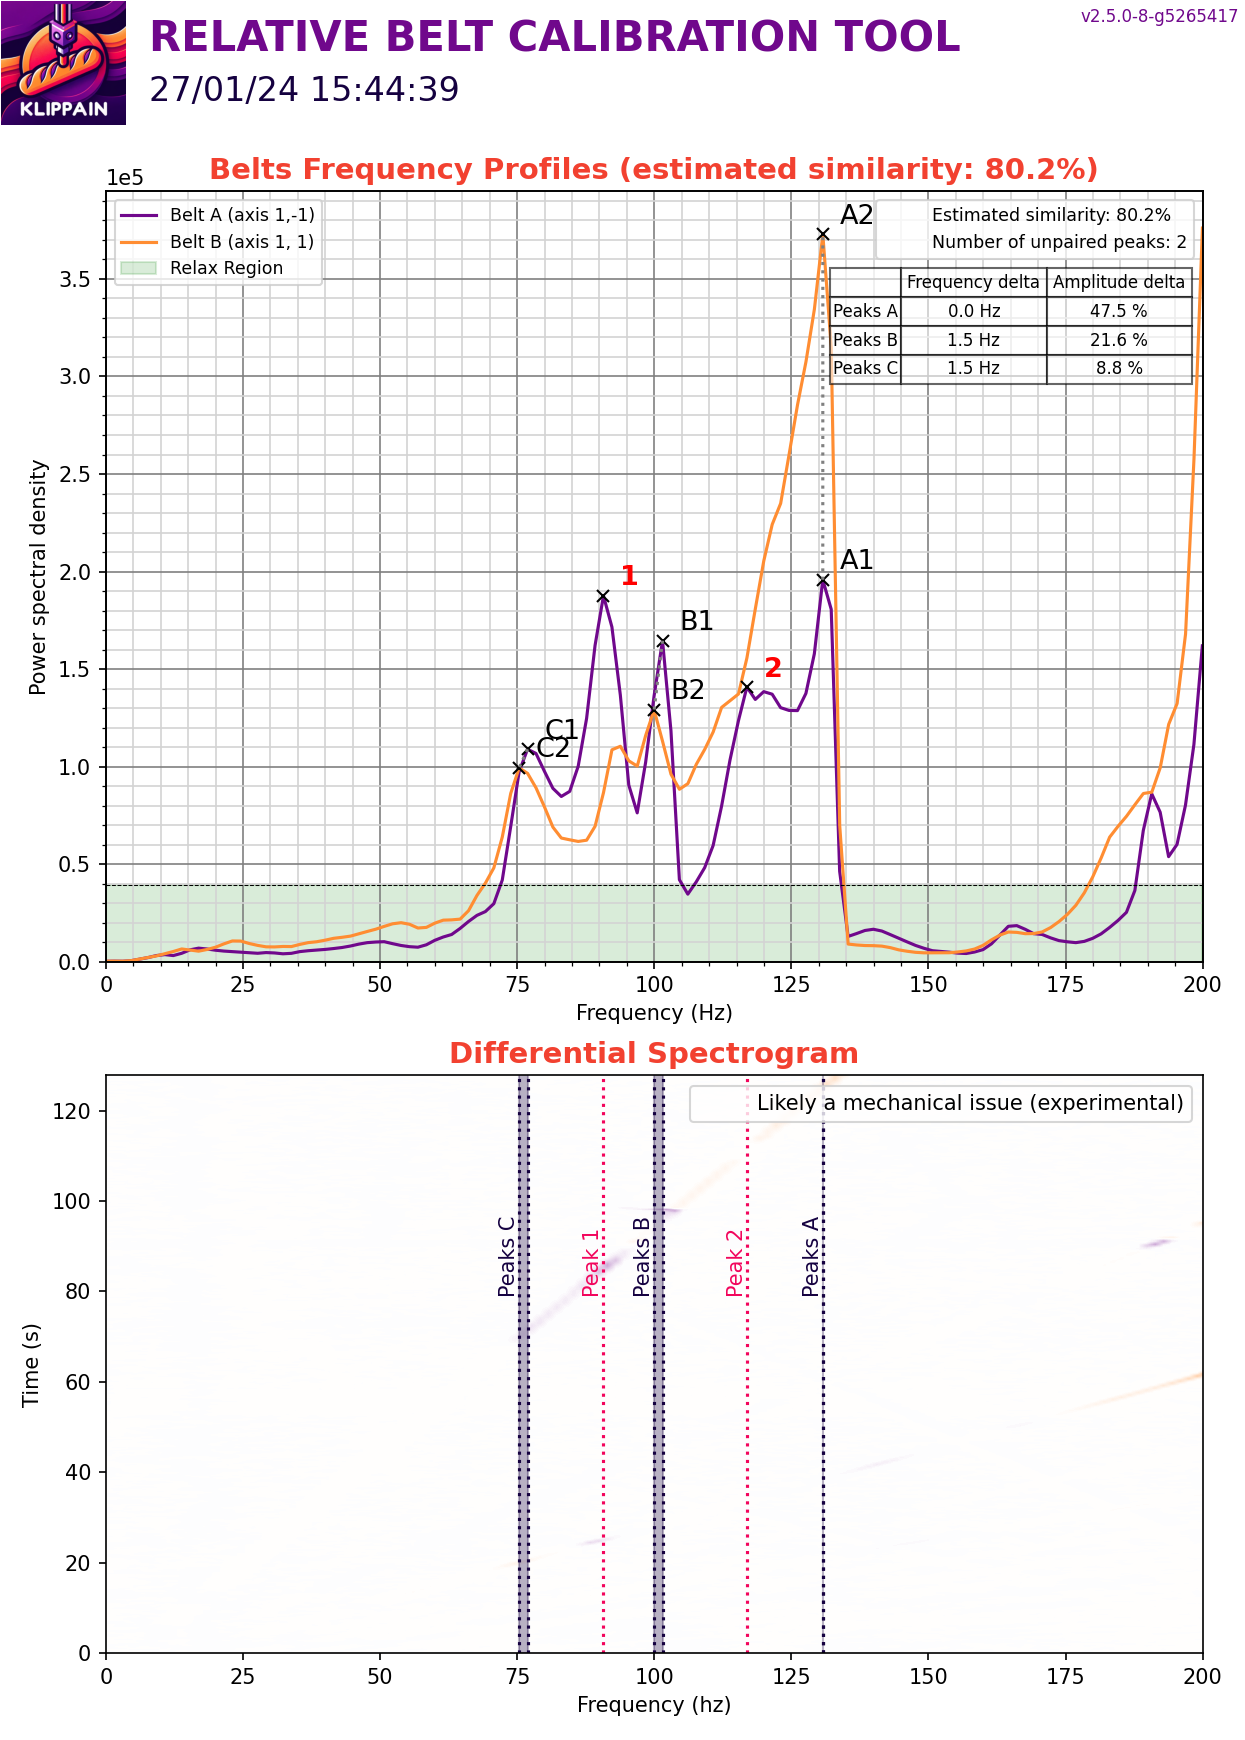 v2.5.0-8-g5265417
RELATIVE BELT CALIBRATION TOOL
27/01/24 15:44:39
KLIPPAIN
Belts Frequency Profiles (estimated similarity: 80.2%)
1e5
Belt A (axis 1,-1)
Belt B (axis 1, 1)
Relax Region
Estimated similarity: 80.2%
Number of unpaired peaks: 2
Frequency delta Amplitude delta
Peaks A 0.0 Hz 47.5 %
Peaks B 1.5 Hz 21.6 %
Peaks C 1.5 Hz 8.8 %
A2
A1
1
B1
2
B2
C1
C2
3.5
3.0
2.5
2.0
1.5
1.0
0.5
0.0
Power spectral density
0 25 50 75 100 125 150 175 200
Frequency (Hz)
Differential Spectrogram
Likely a mechanical issue (experimental)
Peaks C
Peak 1
Peaks B
Peak 2
Peaks A
120
100
80
60
40
20
0
Time (s)
0 25 50 75 100 125 150 175 200
Frequency (hz)